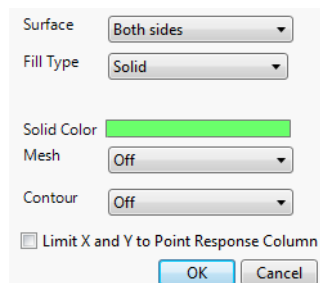 Surface Both sides
Fill Type Solid
Solid Color
Mesh Off
Contour Off
Limit X and Y to Point Response Column
OK Cancel